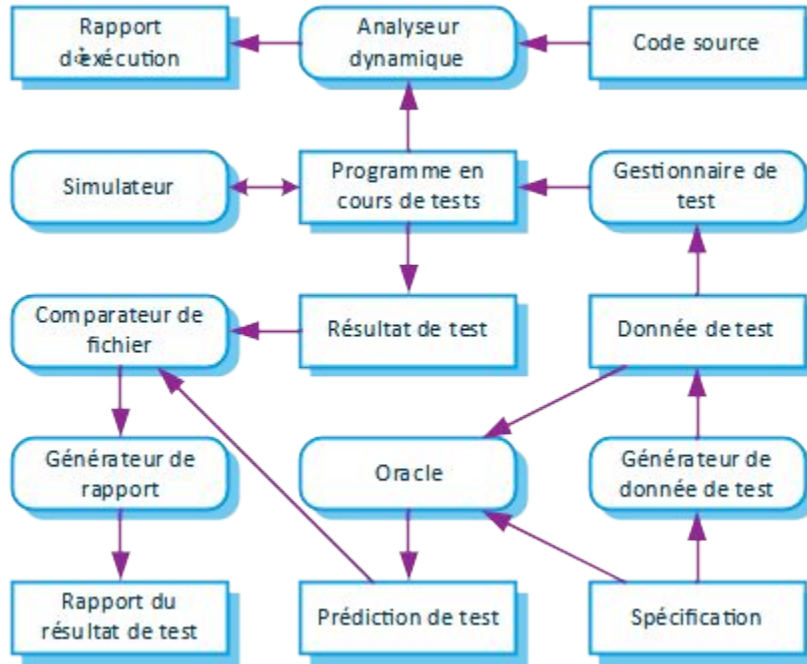 Rapport
d'exécution
Analyseur
dynamique
Code source
Simulateur
Programme en
cours de tests
Gestionnaire de
test
Comparateur de
fichier
Résultat de test
Donnée de test
Générateur de
rapport
Oracle
Générateur de
donnée de test
Rapport du
résultat de test
Prédiction de test
Spécification